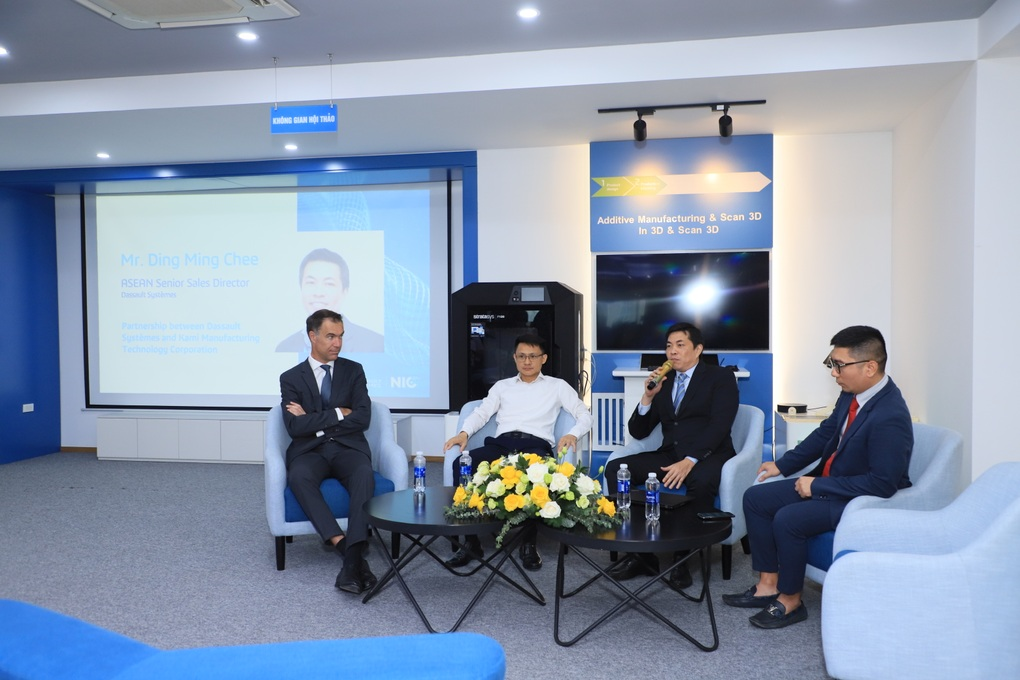 KHÔNG GIAN HỘI THẢO
Additive Manufacturing & Scan 3D
In 3D & Scan 3D
Mr. Ding Ming Chee
ASEAN Senior Sales Director
Dassault Systèmes
Partnership between Dassault
Systèmes and Nami Manufacturing
Technology Corporation
NIC
stratasys